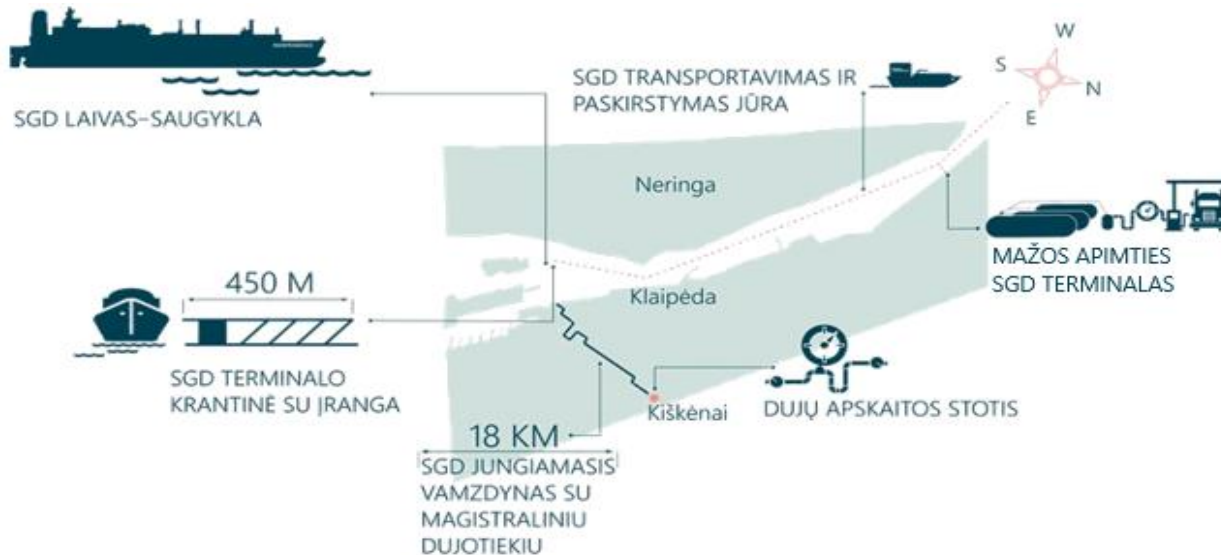 SGD LAIVAS-SAUGYKLA
SGD TRANSPORTAVIMAS IR
PASKIRSTYMAS JŪRA
W
S
N
E
Neringa
MAŽOS APIMTIES
SGD TERMINALAS
450 M
Klaipėda
SGD TERMINALO
KRANTINĖ SU ĮRANGA
Kiškėnai
DUJŲ APSKAITOS STOTIS
18 KM
SGD JUNGIAMASIS
VAMZDYNAS SU
MAGISTRALINIU
DUJOTIEKIU